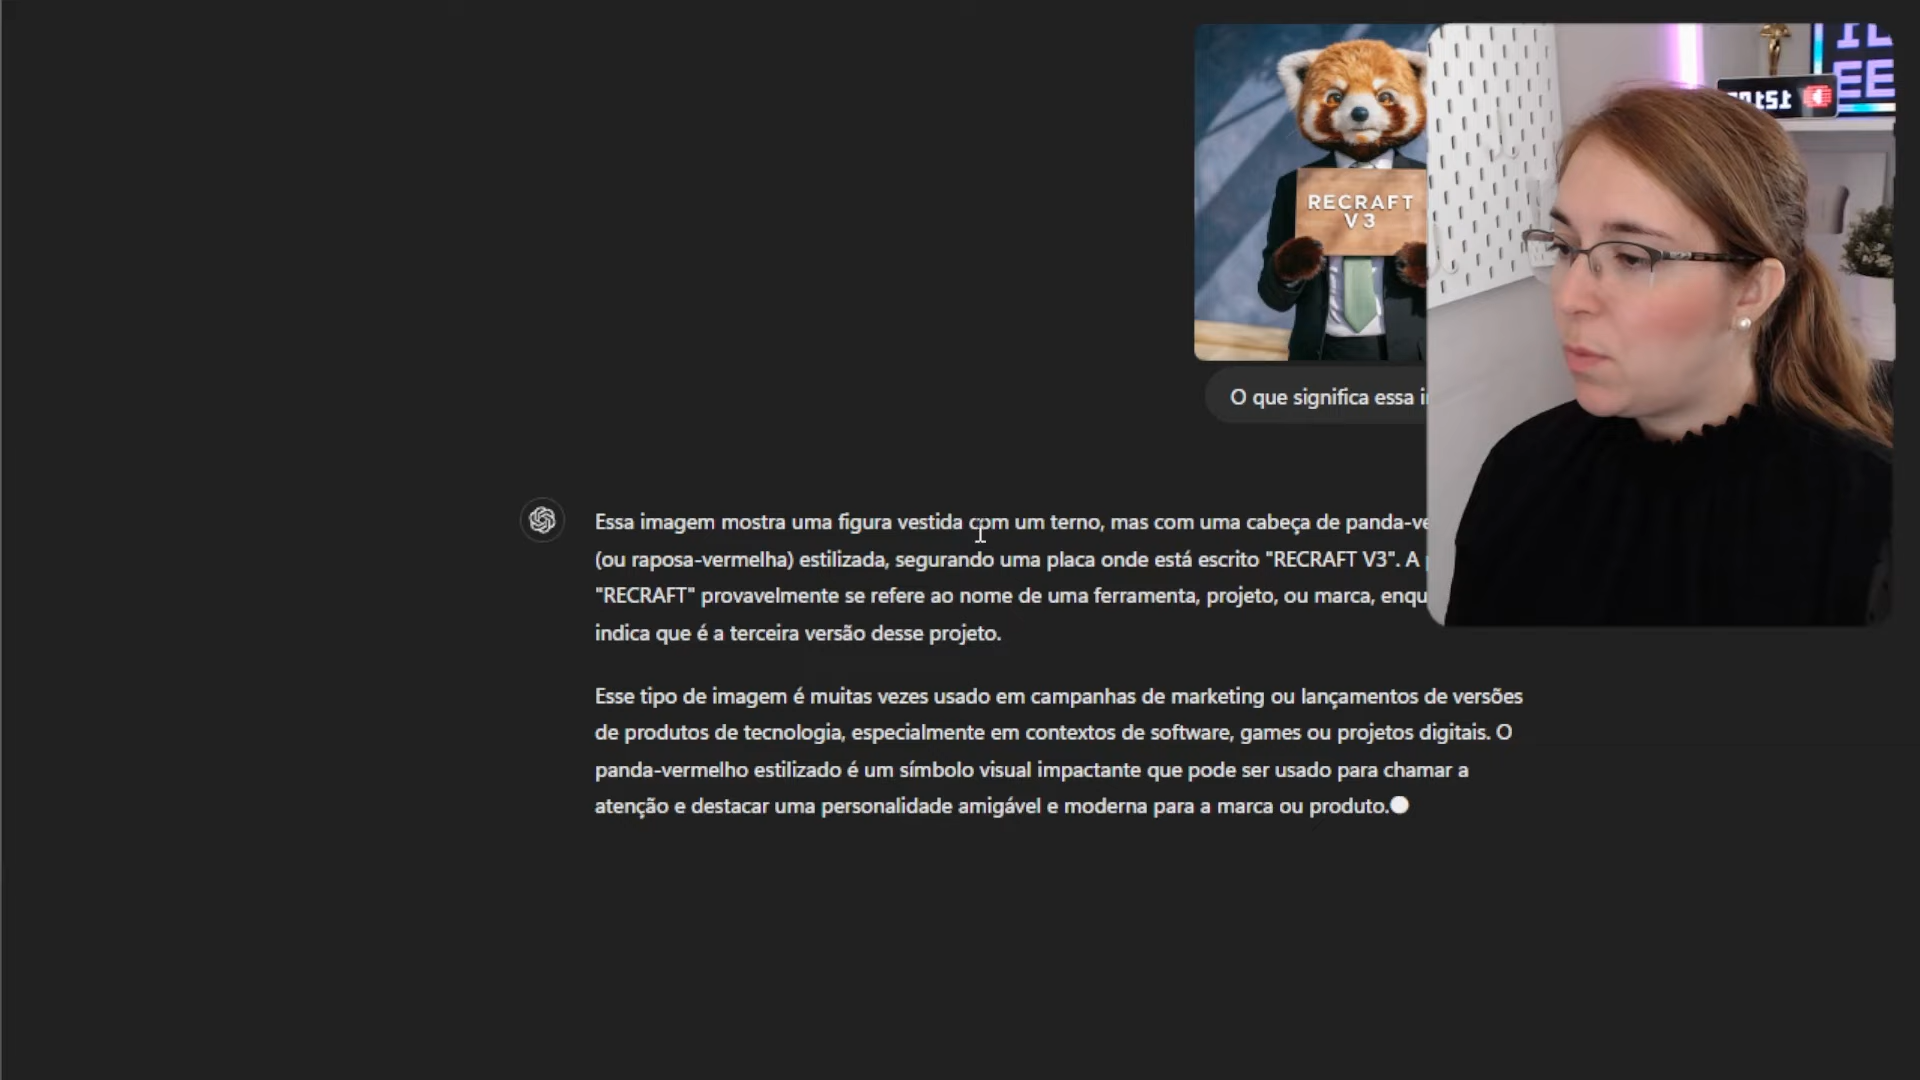 RECRAFT
V3
O que significa essa
Essa imagem mostra uma figura vestida com um terno, mas com uma cabeça de
(ou raposa-vermelha) estilizada, segurando uma placa onde está escrito "RECRAFT V3". A
"RECRAFT" provavelmente se refere ao nome de uma ferramenta, projeto, ou marca,
indica que é a terceira versão desse projeto.
Esse tipo de imagem é muitas vezes usado em campanhas de marketing ou lançamentos de versões
de produtos de tecnologia, especialmente em contextos de software, games ou projetos digitais. O
panda-vermelho estilizado é um símbolo visual impactante que pode ser usado para chamar a
atenção e destacar uma personalidade amigável e moderna para a marca ou produto.